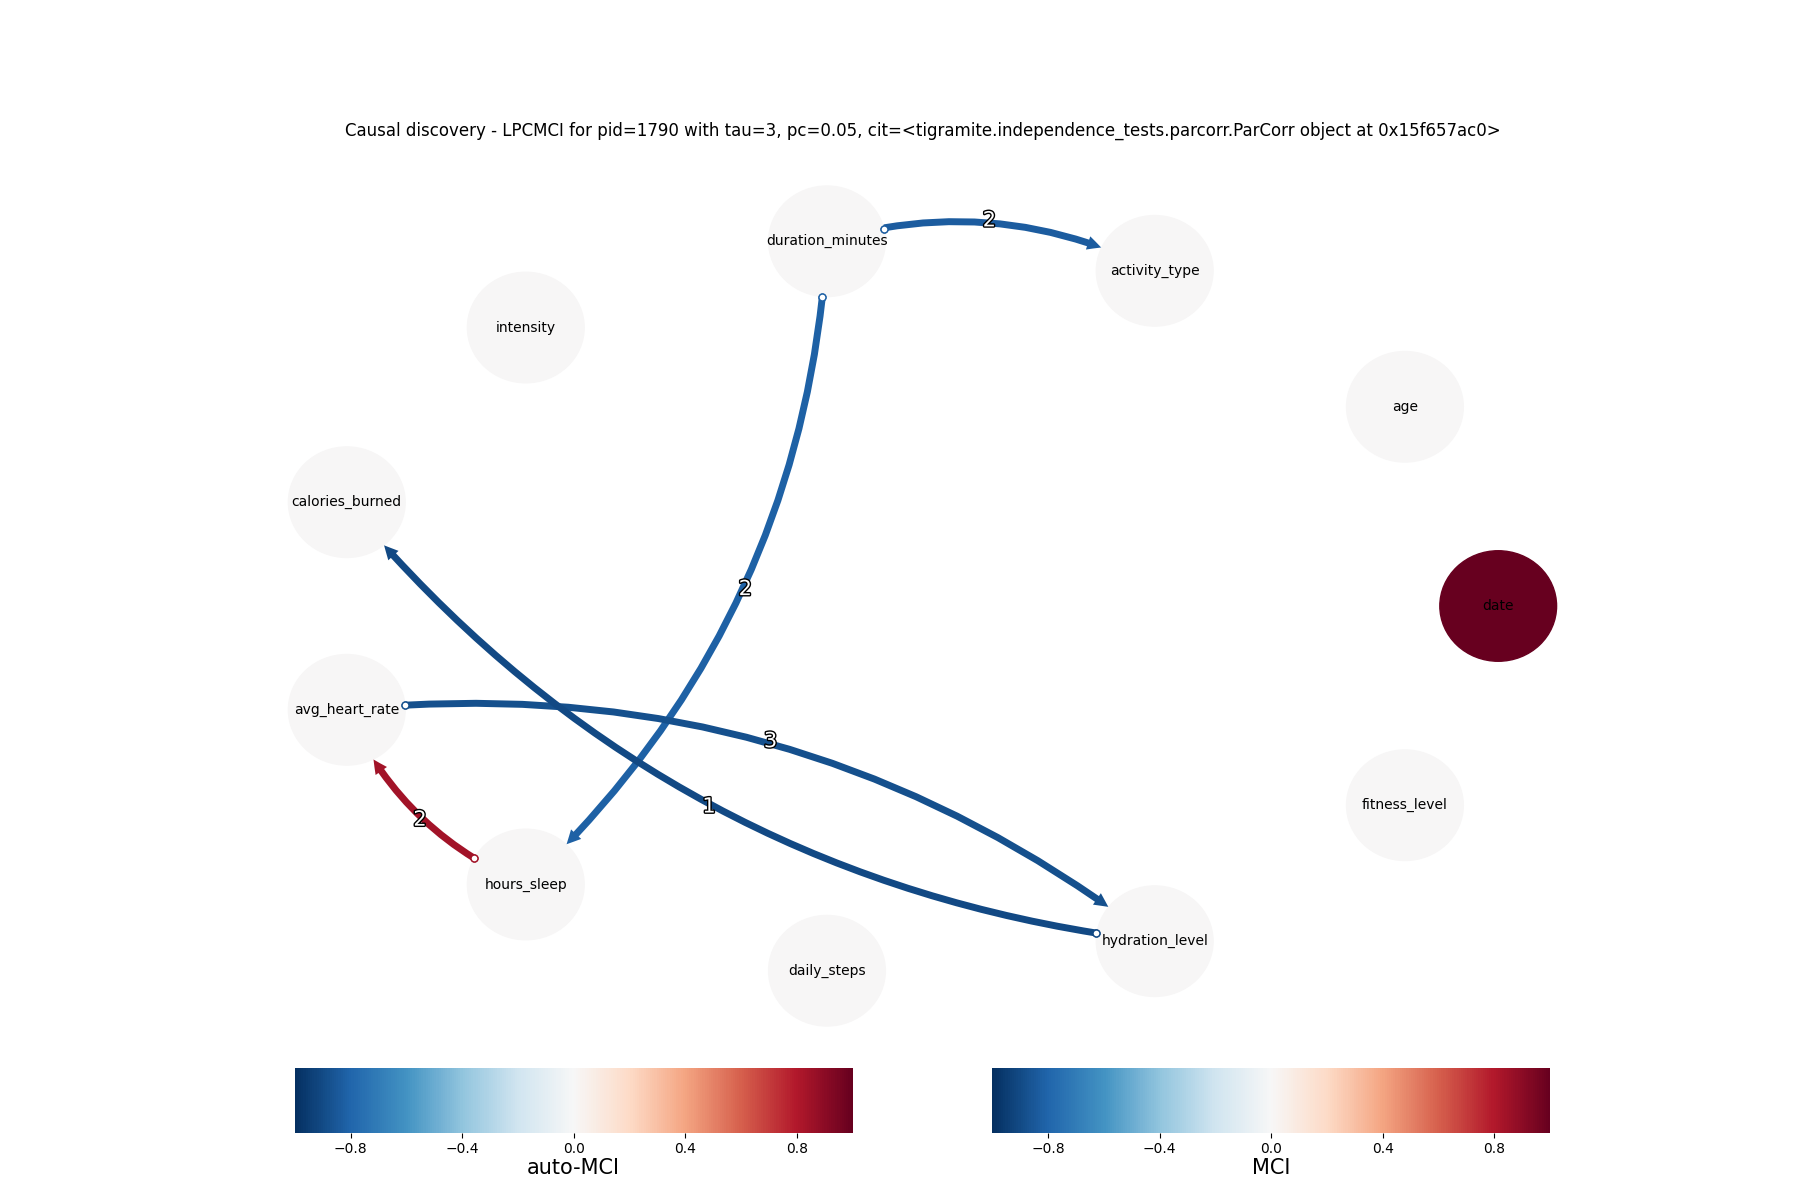 Causal discovery - LPCMCI for pid=1790 with tau=3, pc=0.05, cit=<tigramite.independence_tests.parcorr.ParCorr object at 0x15f657ac0>
2
duration_minutes
activity_type
intensity
age
calories_burned
2
date
avg_heart_rate
3
1
fitness_level
2
hours_sleep
hydration_level
daily_steps
−0.8 −0.4 0.0 0.4 0.8
auto-MCI
−0.8 −0.4 0.0 0.4 0.8
MCI